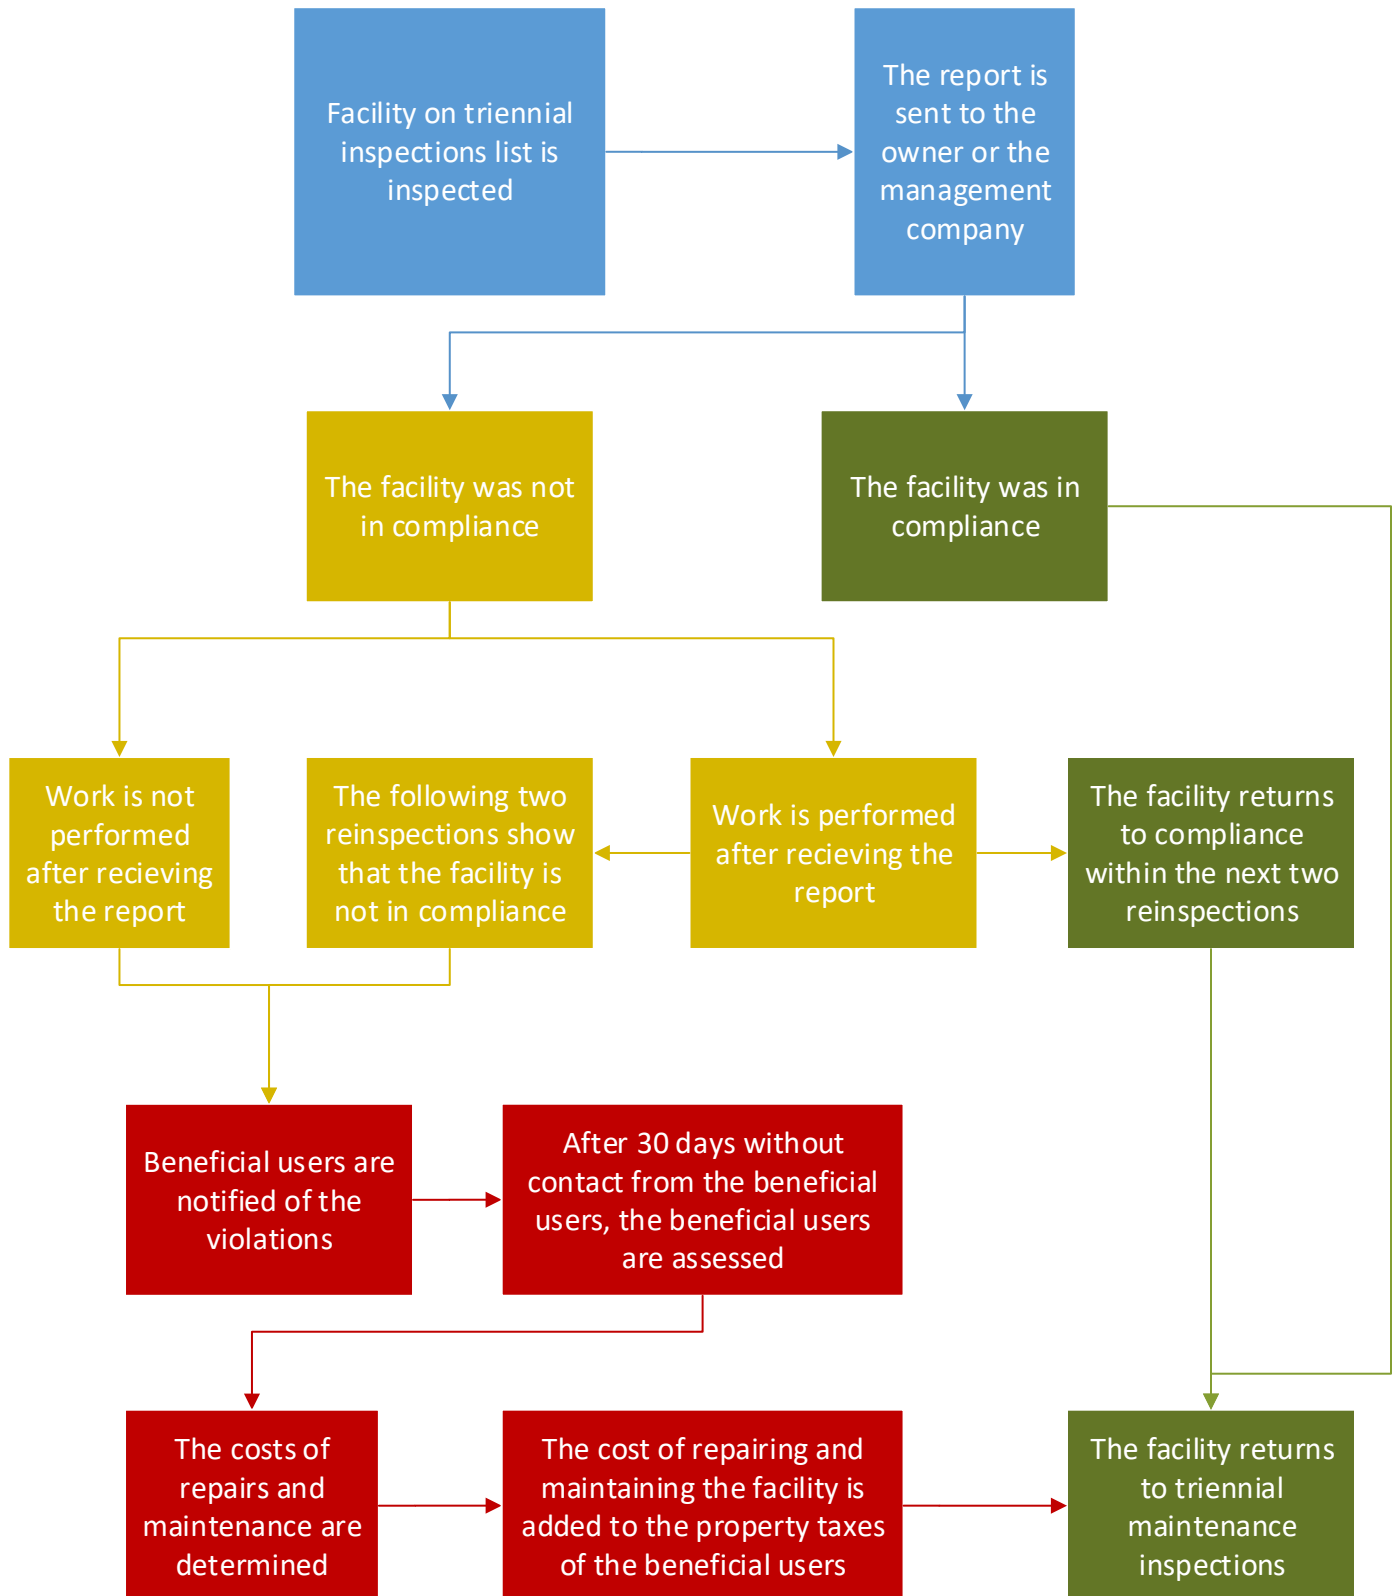 Facility on triennial
inspections list is
inspected
The report is
sent to the
owner or the
management
company
The facility was not
in compliance
The facility was in
compliance
Work is not
performed
after recieving
the report
The following two
reinspections show
that the facility is
not in compliance
Work is performed
after recieving the
report
The facility returns
to compliance
within the next two
reinspections
Beneficial users are
notified of the
violations
After 30 days without
contact from the beneficial
users, the beneficial users
are assessed
The costs of
repairs and
maintenance are
determined
The cost of repairing and
maintaining the facility is
added to the property taxes
of the beneficial users
The facility returns
to triennial
maintenance
inspections